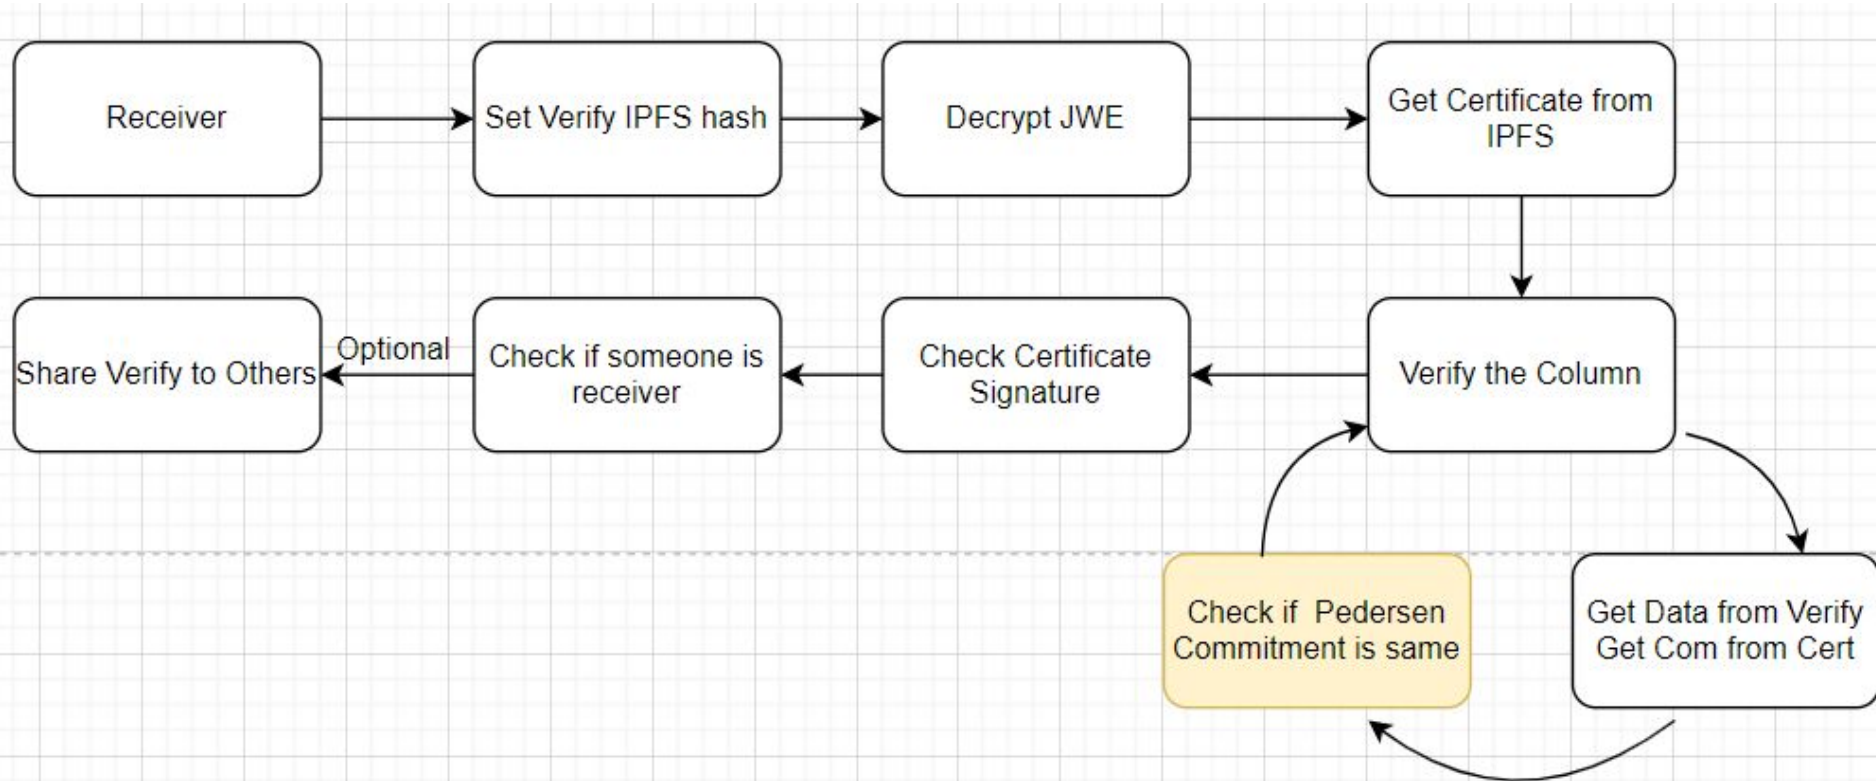 Receiver
Set Verify IPFS hash
Decrypt JWE
Get Certificate from
IPFS
Share Verify to Others
Optional
Check if someone is
receiver
Check Certificate
Signature
Verify the Column
Check if  Pedersen
Commitment is same
Get Data from Verify
Get Com from Cert